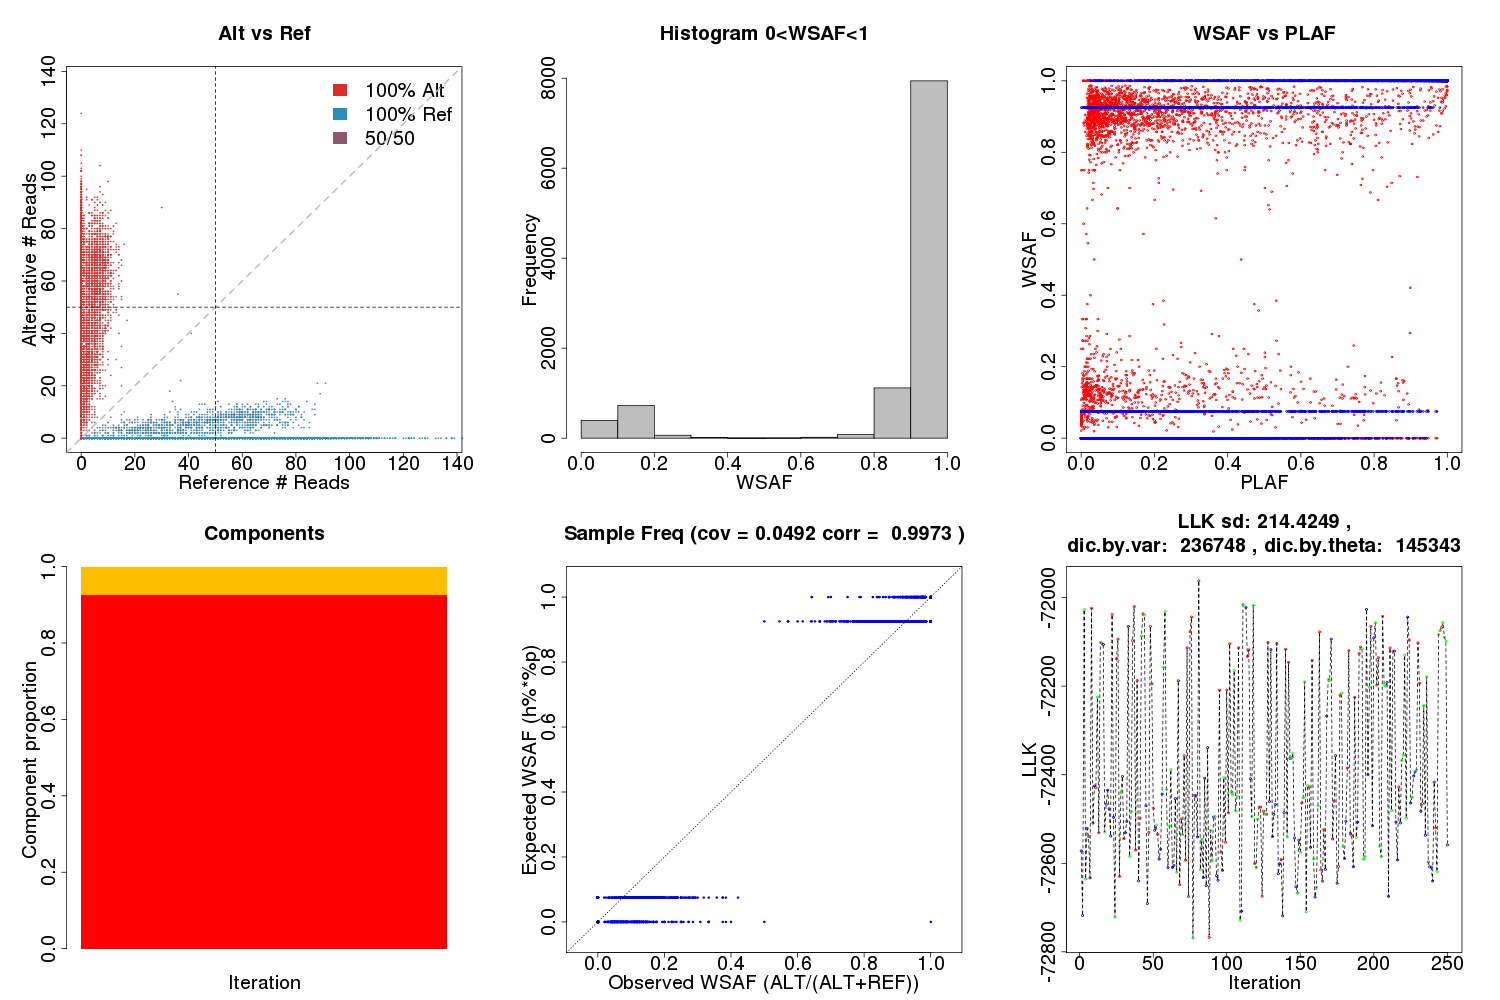 Alt vs Ref
140
120
100
80
60
40
20
0
Alternative # Reads
100% Alt
100% Ref
50/50
0 20 40 60 80 100 120 140
Reference # Reads
Histogram 0<WSAF<1
8000
6000
4000
2000
0
Frequency
0.0 0.2 0.4 0.6 0.8 1.0
WSAF
WSAF vs PLAF
1.0
0.8
0.6
0.4
0.2
0.0
WSAF
0.0 0.2 0.4 0.6 0.8 1.0
PLAF
Components
1.0
0.8
0.6
0.4
0.2
0.0
Component proportion
Iteration
Sample Freq (cov = 0.0492 corr = 0.9973 )
1.0
0.8
0.6
0.4
0.2
0.0
Expected WSAF (h%*%p)
0.0 0.2 0.4 0.6 0.8 1.0
Observed WSAF (ALT/(ALT+REF))
LLK sd: 214.4249 ,
dic.by.var: 236748 , dic.by.theta: 145343
-72000
-72200
-72400
-72600
-72800
LLK
0 50 100 150 200 250
Iteration